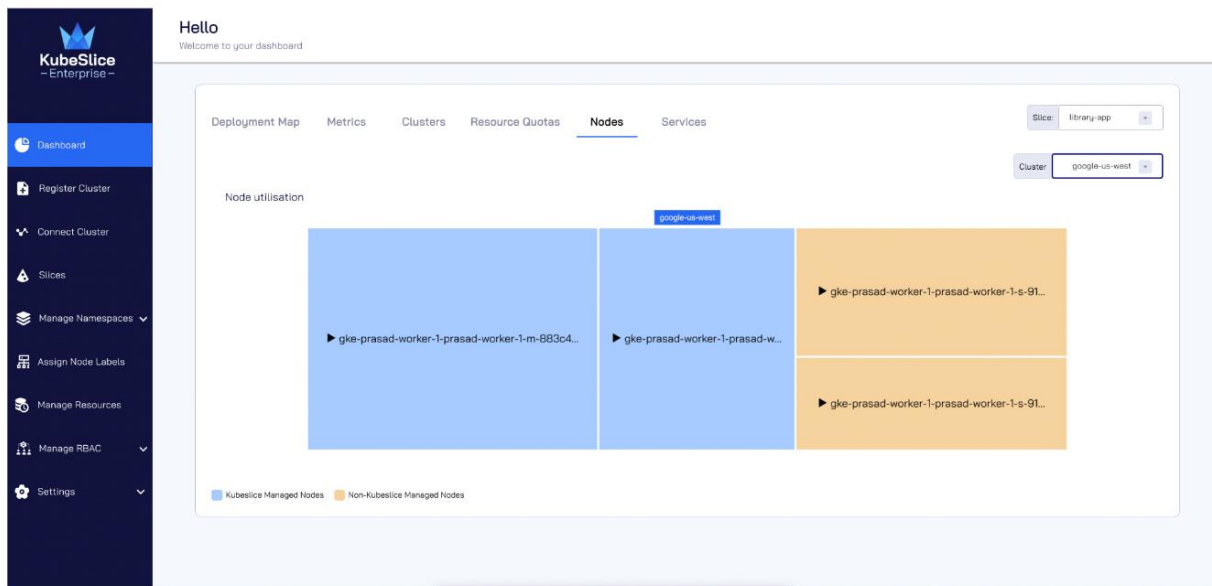 KubeSlice
-Enterprise-
Dashboard
Register Cluster
Connect Cluster
Slices
Manage Namespaces
Assign Node Labels
Manage Resources
Manage RBAC
Settings
Hello
Welcome to your dashboard
Deployment Map Metrics Clusters Resource Quotas Nodes Services
Slice: library-app
Cluster google-us-west
Node utilisation
google-us-west
gke-prasad-worker-1-prasad-worker-1-m-883c4...
gke-prasad-worker-1-prasad-w...
gke-prasad-worker-1-prasad-worker-1-s-91...
gke-prasad-worker-1-prasad-worker-1-s-91...
Kubeslice Managed Nodes Non-Kubeslice Managed Nodes